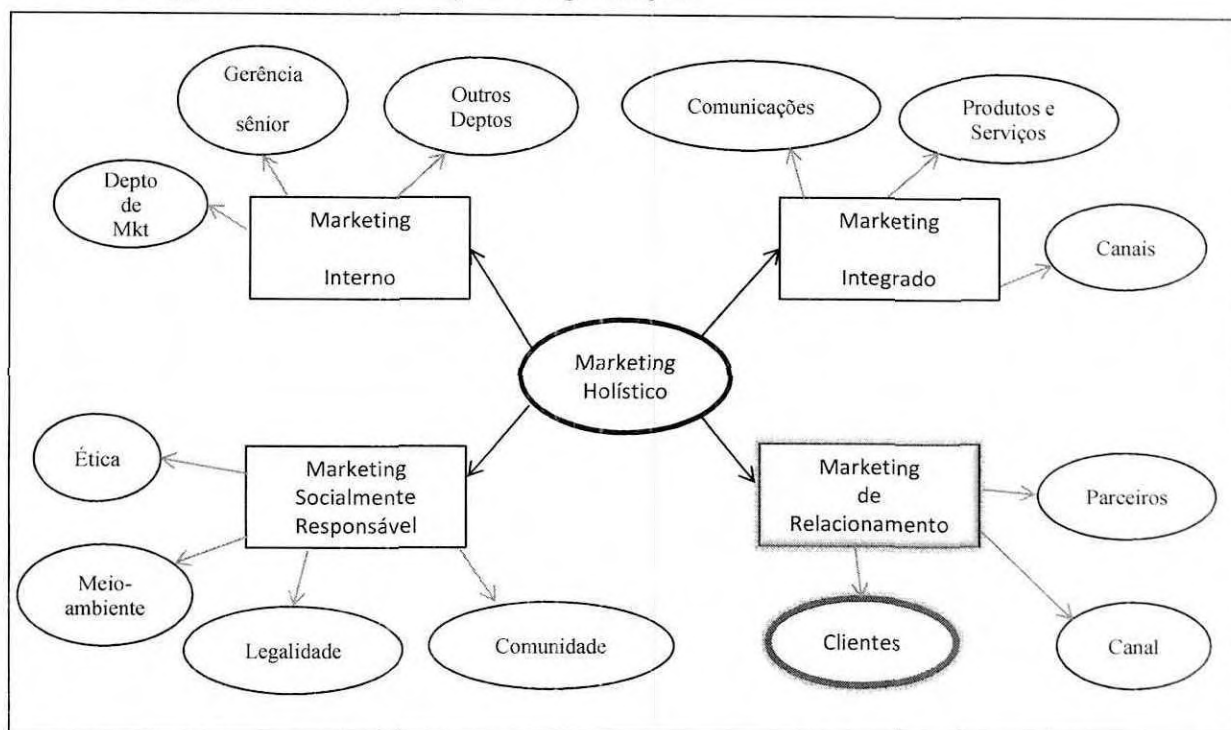 Gerência
sênior
Outros
Deptos
Depto
de
Mkt
Marketing
Interno
Comunicações
Produtos e
Serviços
Marketing
Integrado
Canais
Marketing
Holístico
Ética
Marketing
Socialmente
Responsável
Meio-
ambiente
Legalidade
Comunidade
Marketing
de
Relacionamento
Parceiros
Clientes
Canal